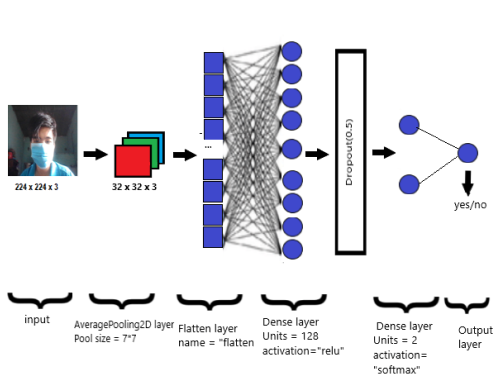 224 x 224 x 3
32 x 32 x 3
...
Dropout(0.5)
yes/no
input
AveragePooling2D layer
Pool size = 7*7
Flatten layer
name = "flatten
Dense layer
Units = 128
activation="relu"
Dense layer
Units = 2
activation=
"softmax"
Output
layer